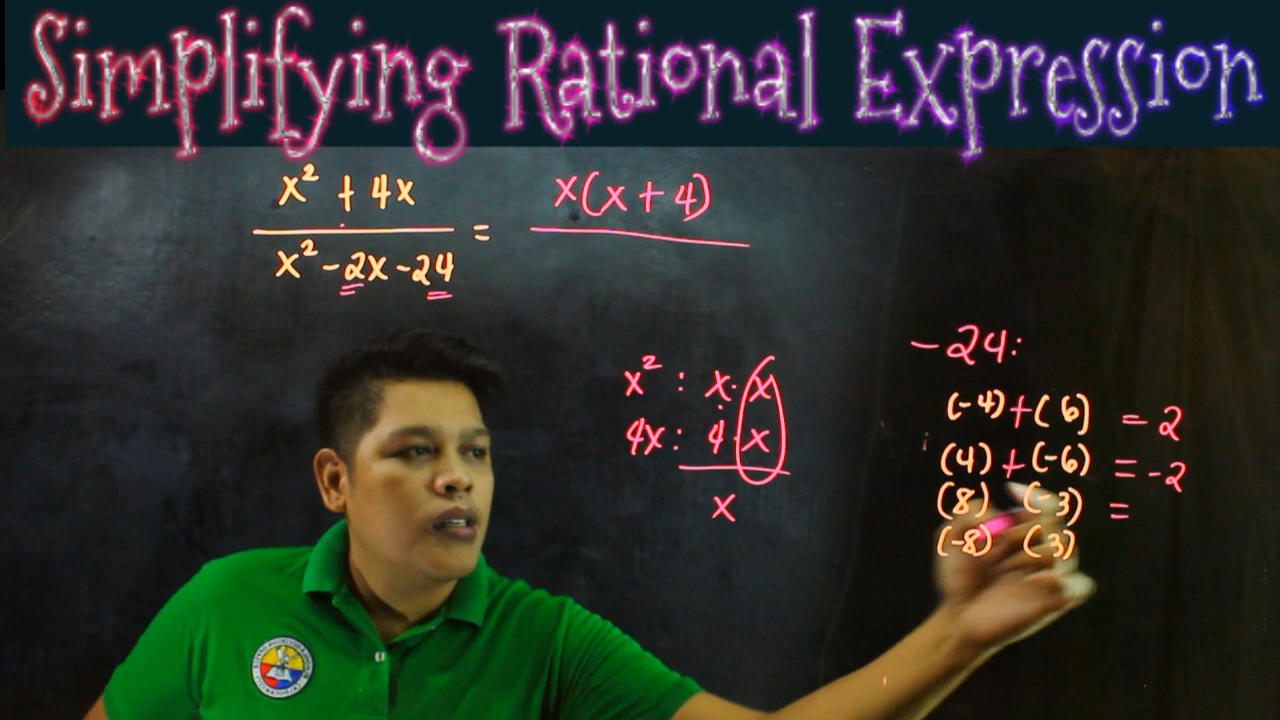 Simplifying Rational Expression
x² + 4x
x² - 2x - 24
=
x(x + 4)
x² : x · x
4x : 4 · x
x
- 24:
(-4) + (6) = 2
(4) + (-6) = -2
(8) (-3) =
(-8) (3)